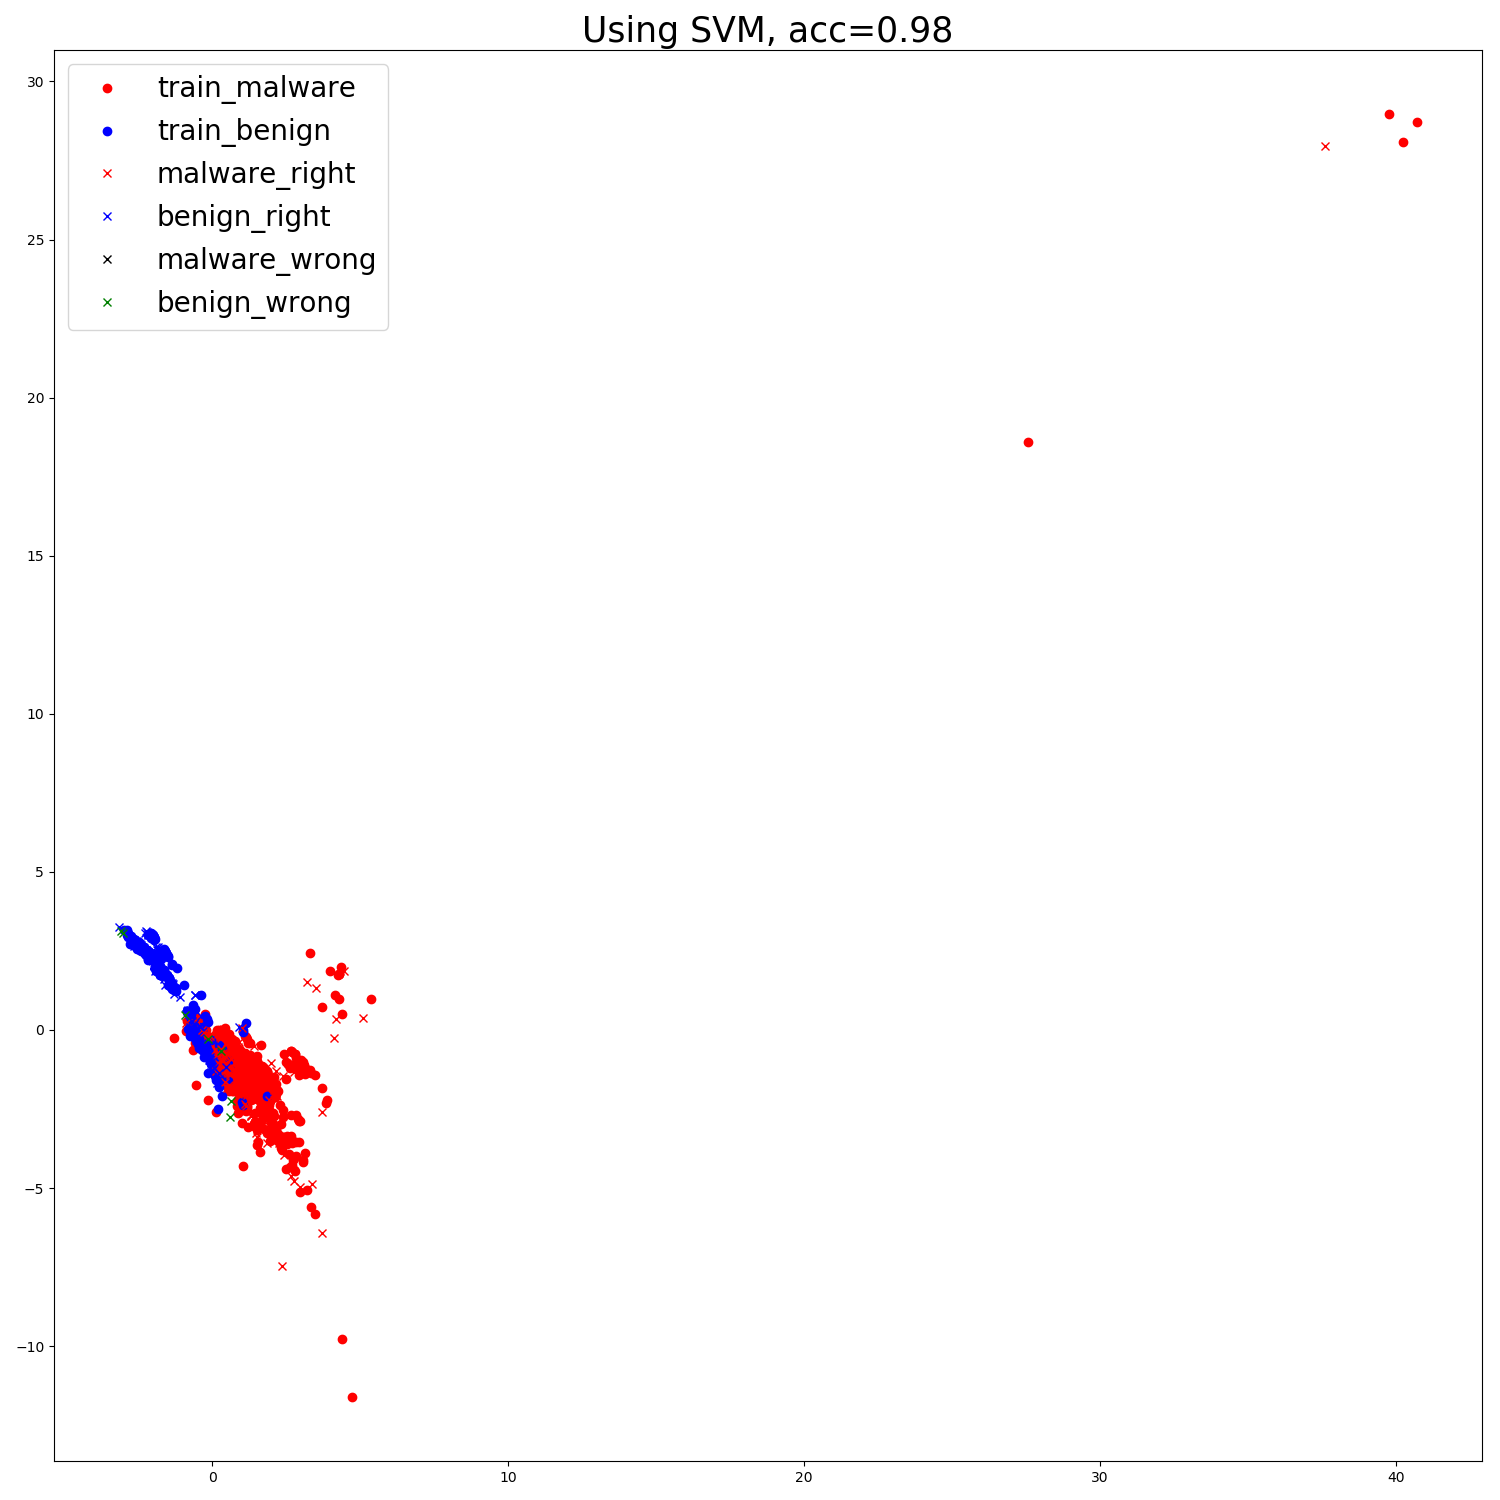 Using SVM, acc=0.98
train_malware
train_benign
malware_right
benign_right
malware_wrong
benign_wrong
30
25
20
15
10
5
0
−5
−10
0 10 20 30 40